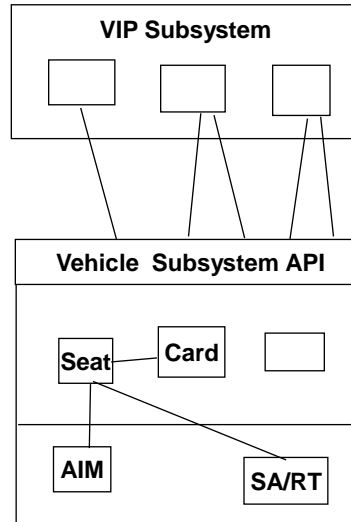 VIP Subsystem
Vehicle Subsystem API
Seat
Card
AIM
SA/RT